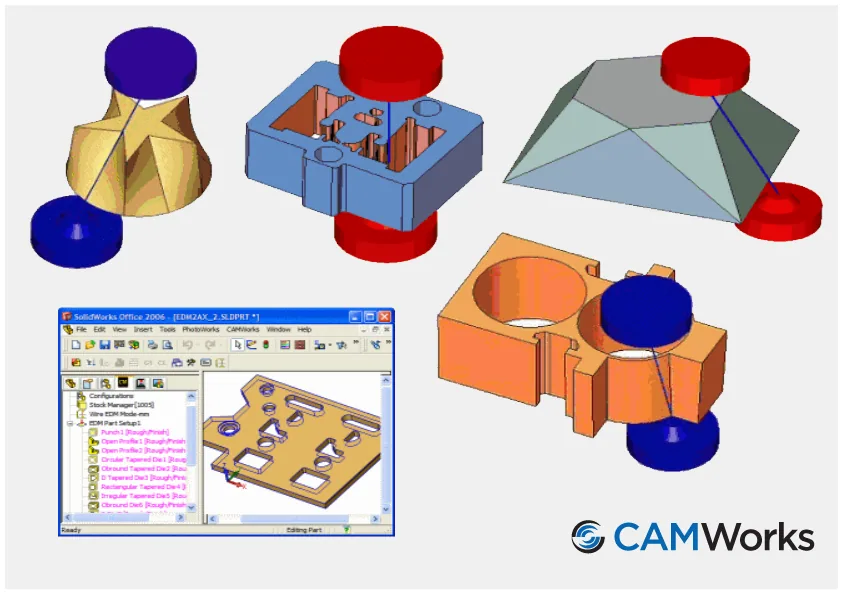 SolidWorks Office 2006 - [EDM2AX_2.SLDPRT *]
File Edit View Insert Tools PhotoWorks CAMWorks Window Help
Configurations
Stock Manager[1005]
Wire EDM Mode-mm
EDM Part Setup1
Punch1 [Rough/Finish]
Open Profile1 [Rough/Finish
Open Profile2 [Rough/Finish
Circular Tapered Die1 [Roug
Obround Tapered Die2 [Rou
D Tapered Die3 [Rough/Finis
Rectangular Tapered Die4 [
Irregular Tapered Die5 [Rou
Obround Die6 [Rough/Finish
Ready
Editing Part
CAMWorks